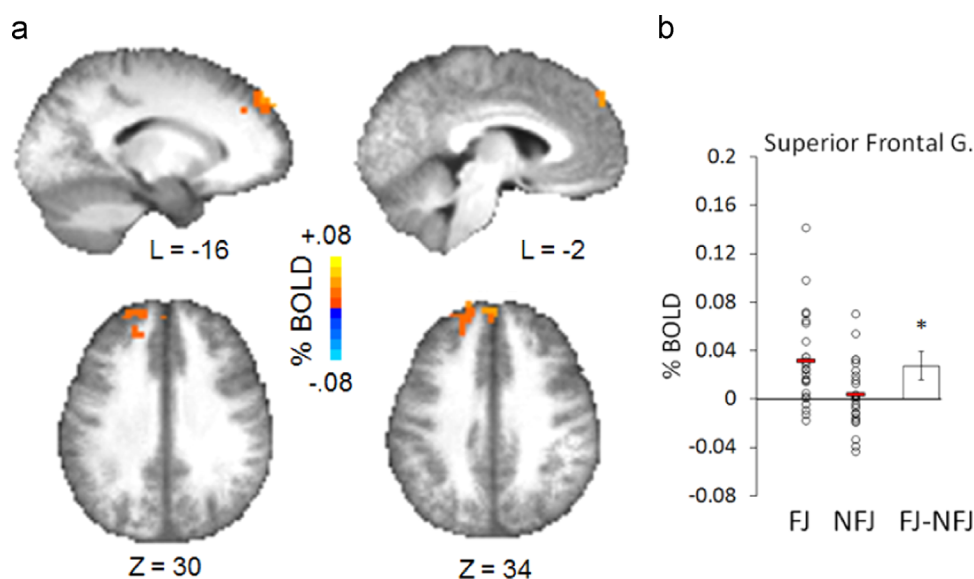 a
L = -16
L = -2
+.08
% BOLD
-.08
Z = 30
Z = 34
b
Superior Frontal G.
% BOLD
0.2
0.16
0.12
0.08
0.04
0
-0.04
-0.08
*
FJ NFJ FJ-NFJ